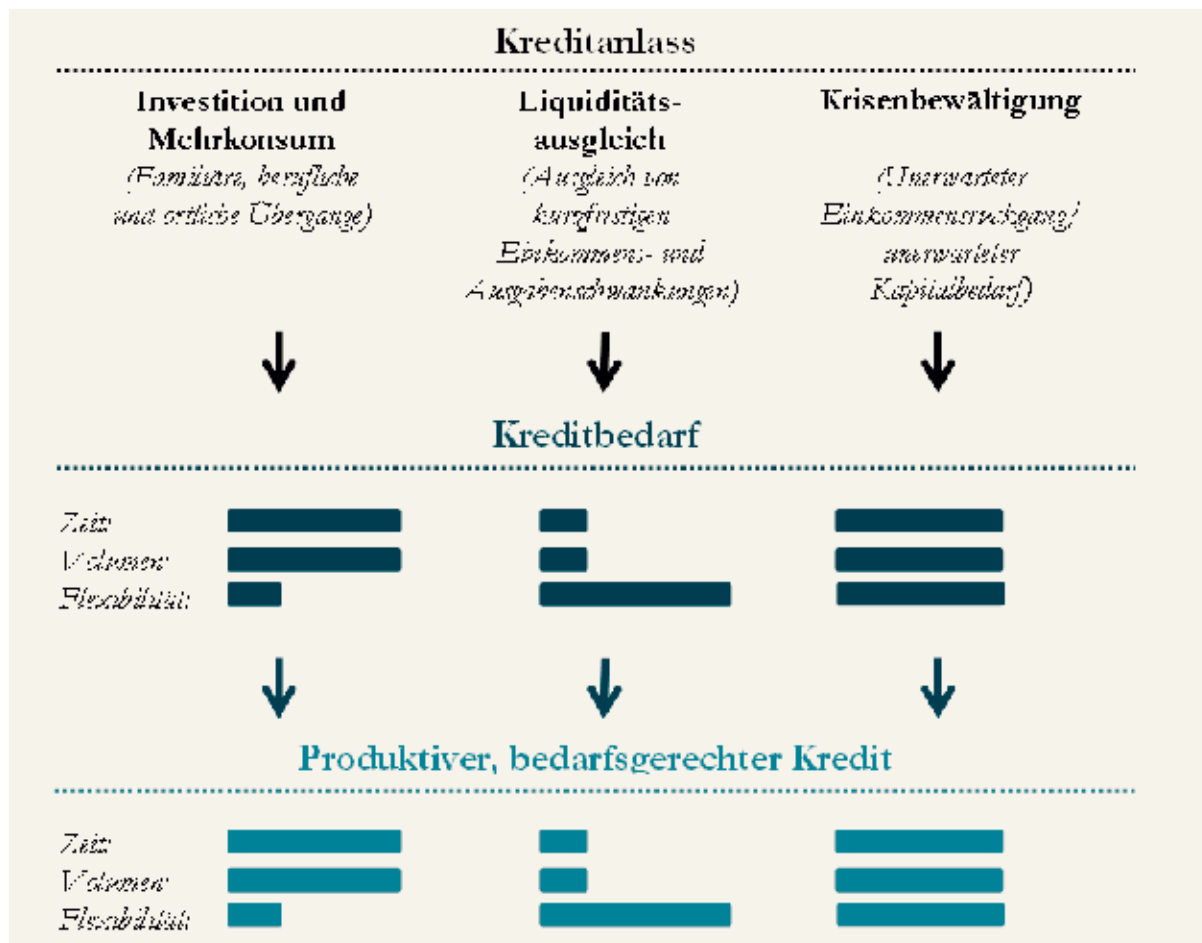 Kreditanlass
Investition und
Mehrkonsum
(Familiäre, berufliche
und örtliche Übergänge)
Liquiditäts-
ausgleich
(Ausgleich von
kurzfristigen
Einkommens- und
Ausgabenschwankungen)
Krisenbewältigung
(Unerwarteter
Einkommensrückgang/
unerwarteter
Kapitalbedarf)
Kreditbedarf
Zeit:
Volumen:
Flexibilität:
Produktiver, bedarfsgerechter Kredit
Zeit:
Volumen:
Flexibilität: